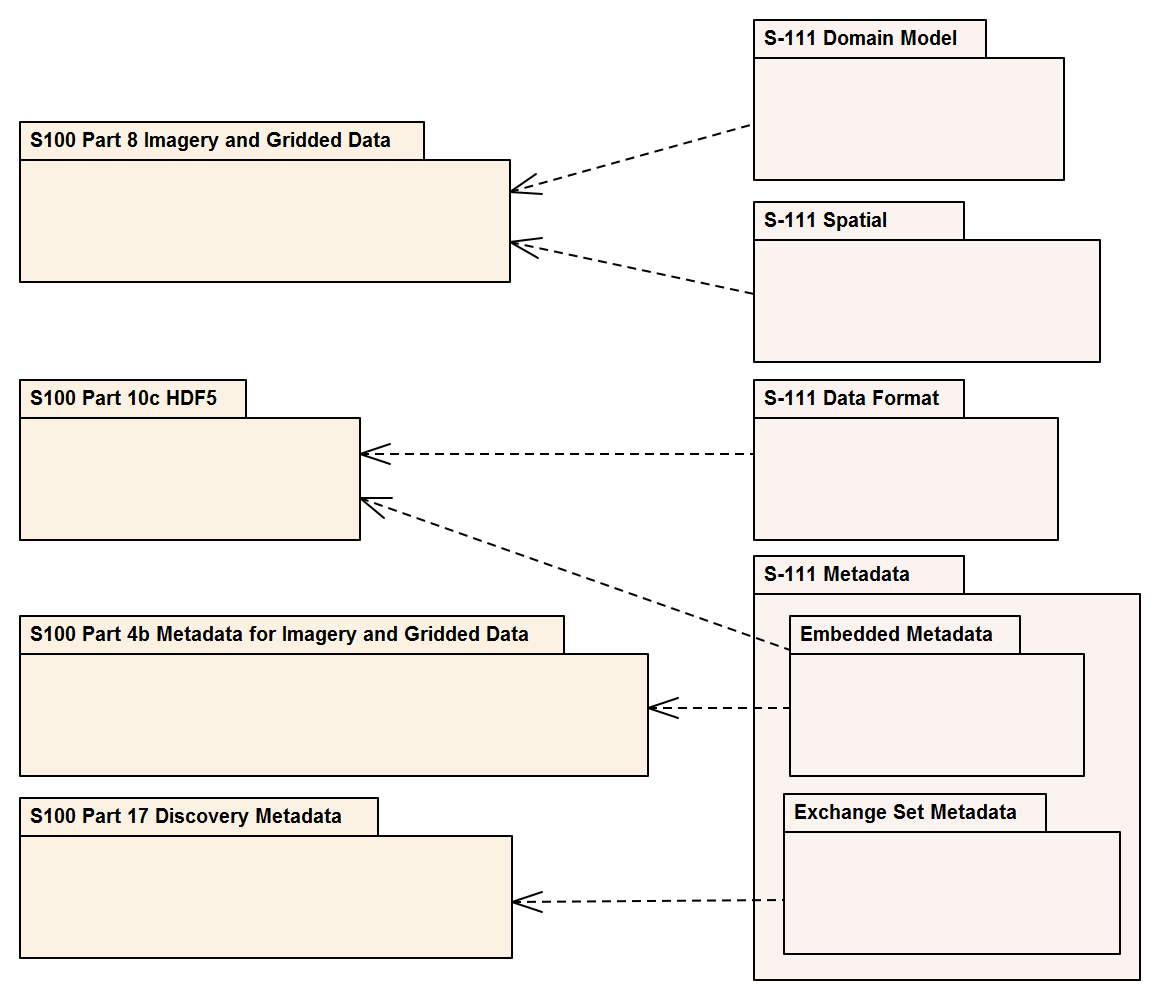 S-111 Domain Model
S100 Part 8 Imagery and Gridded Data
S-111 Spatial
S100 Part 10c HDF5
S-111 Data Format
S-111 Metadata
S100 Part 4b Metadata for Imagery and Gridded Data
Embedded Metadata
S100 Part 17 Discovery Metadata
Exchange Set Metadata